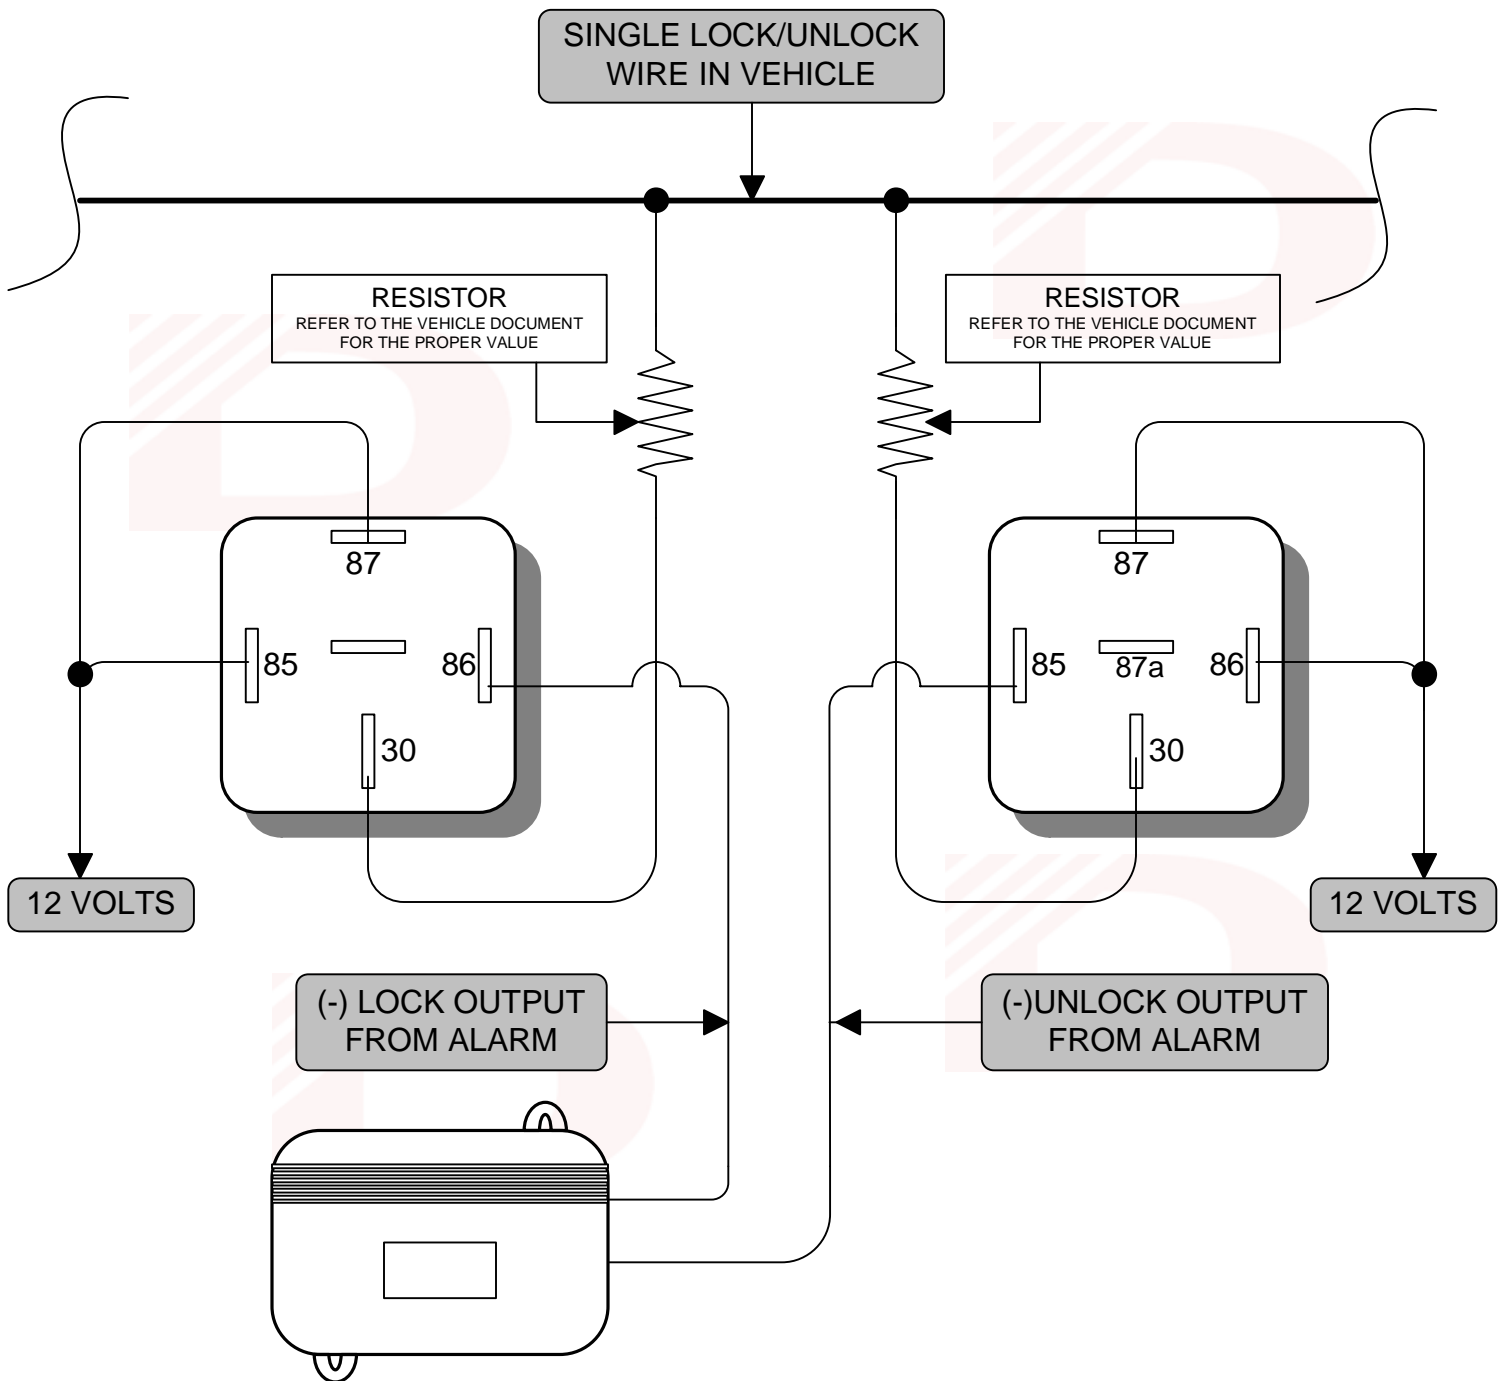 SINGLE LOCK/UNLOCK
WIRE IN VEHICLE
RESISTOR
REFER TO THE VEHICLE DOCUMENT
FOR THE PROPER VALUE
RESISTOR
REFER TO THE VEHICLE DOCUMENT
FOR THE PROPER VALUE
87
85
86
30
87
85
87a
86
30
12 VOLTS
12 VOLTS
(-) LOCK OUTPUT
FROM ALARM
(-)UNLOCK OUTPUT
FROM ALARM